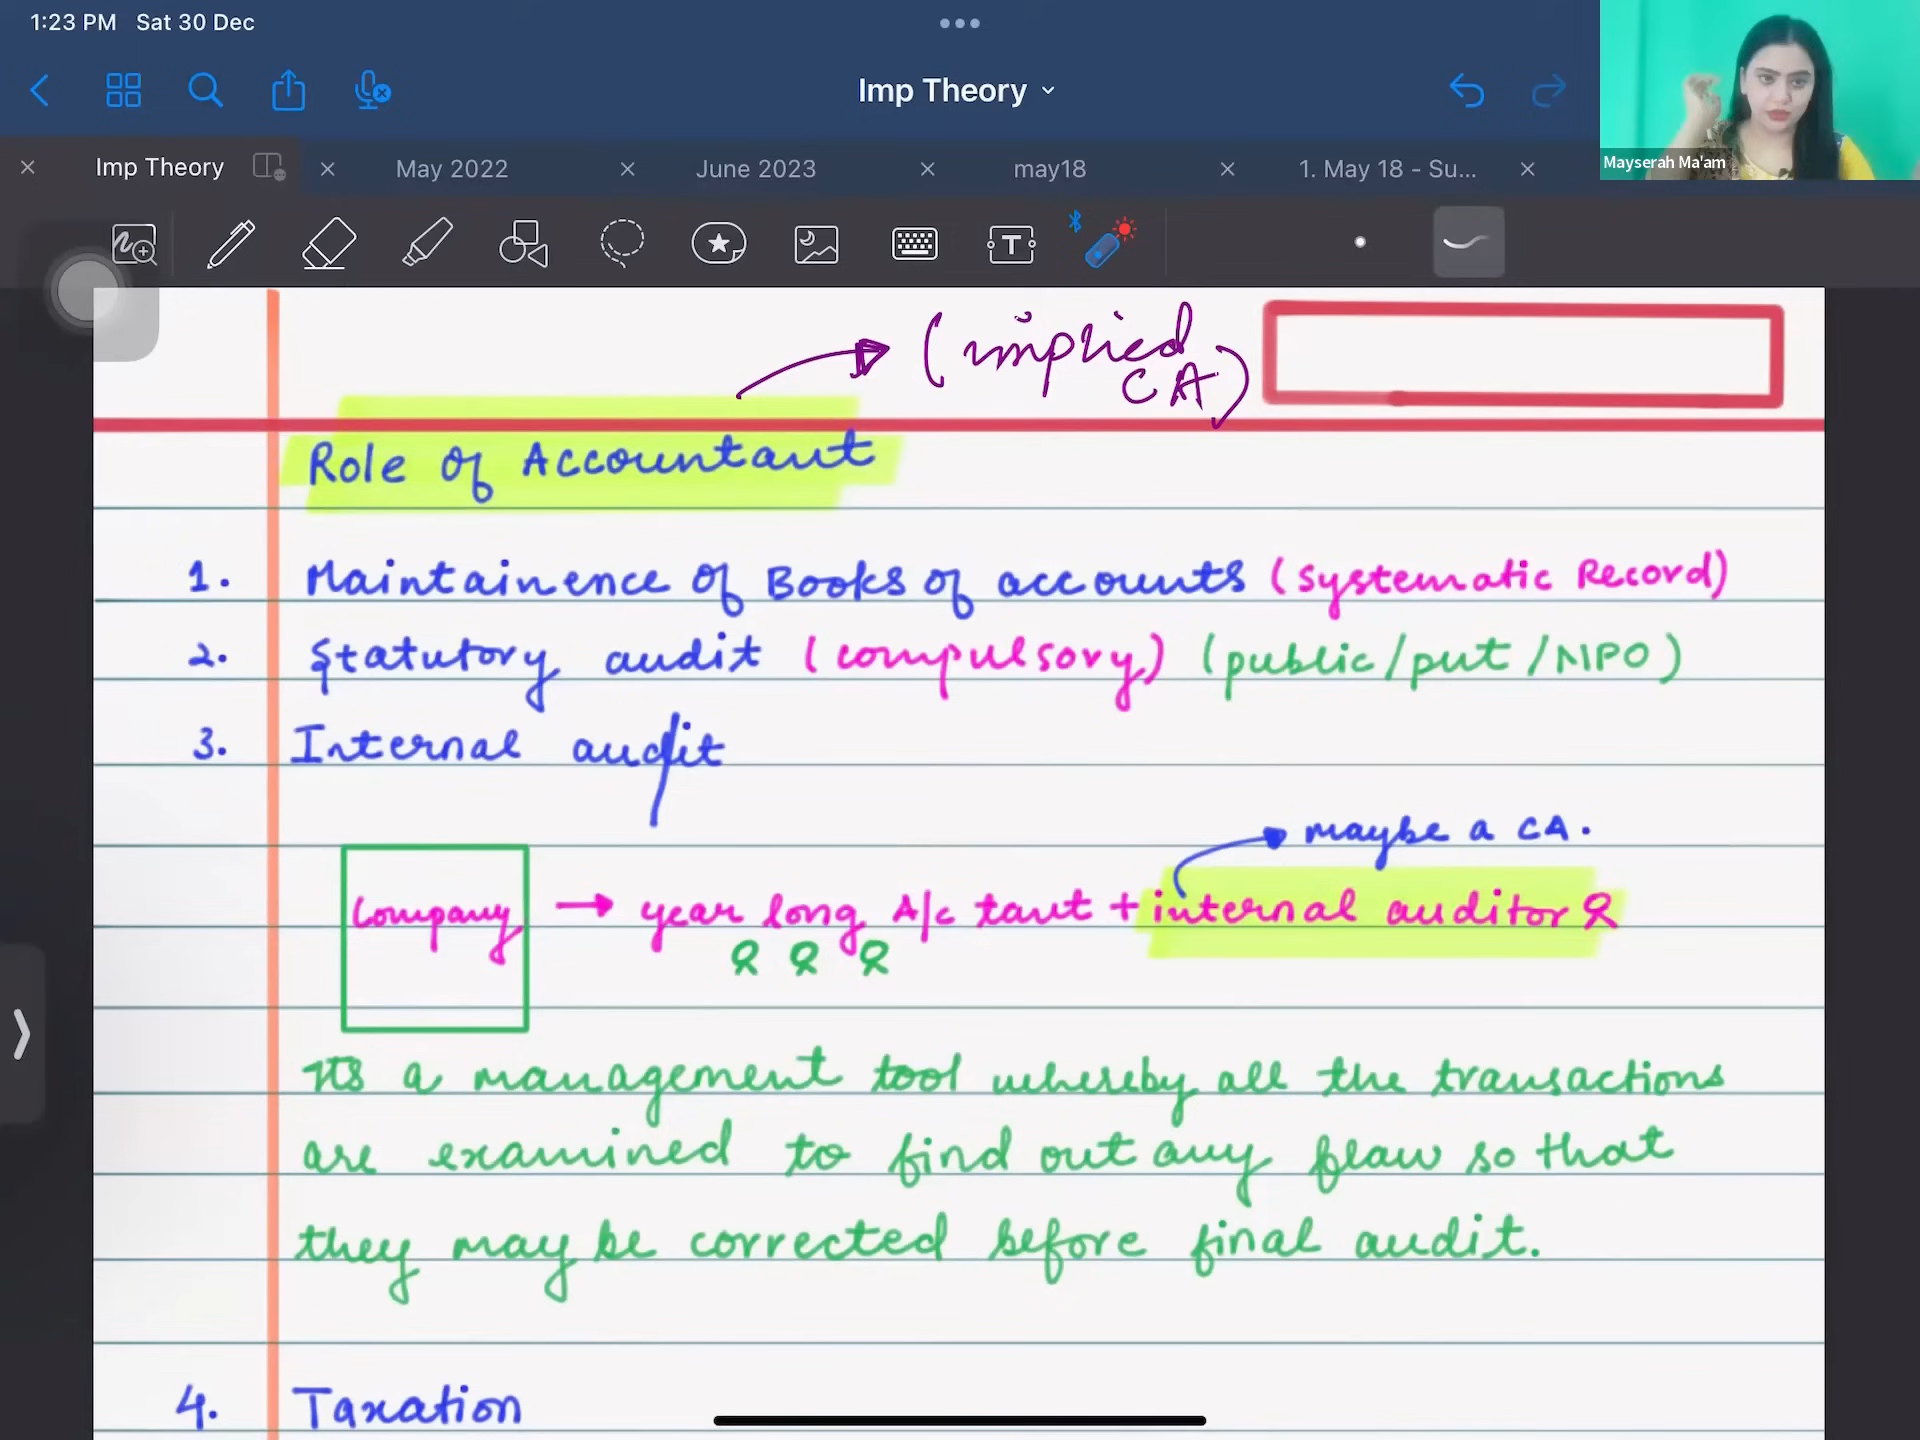 1:23 PM Sat 30 Dec
Imp Theory
Mayserah Ma'am
Imp Theory May 2022 June 2023 may18 1. May 18 - Su...
T
(implied
CA)
Role of Accountant
1. Maintainence of Books of accounts (systematic Record)
2. Statutory audit (compulsory) (public/pvt/NPO)
3. Internal audit
maybe a CA.
Company → year long A/c tant + internal auditor
Its a management tool whereby all the transactions
are examined to find out any flaw so that
they may be corrected before final audit.
4. Taxation